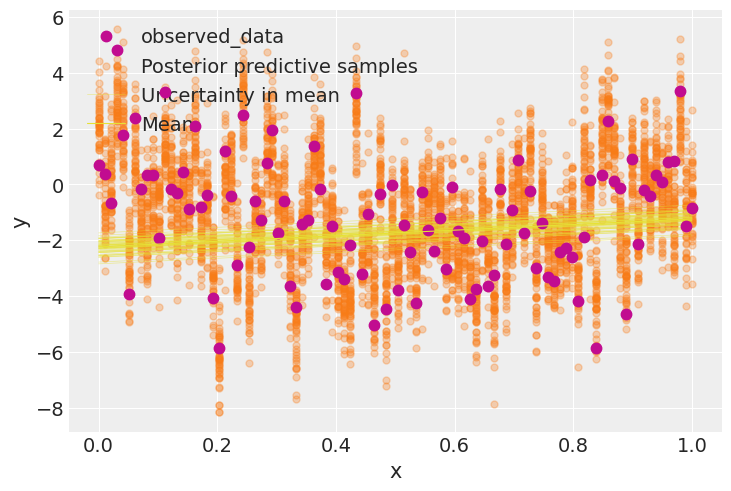 observed_data
Posterior predictive samples
Uncertainty in mean
Mean
6
4
2
0
−2
−4
−6
−8
y
0.0 0.2 0.4 0.6 0.8 1.0
x